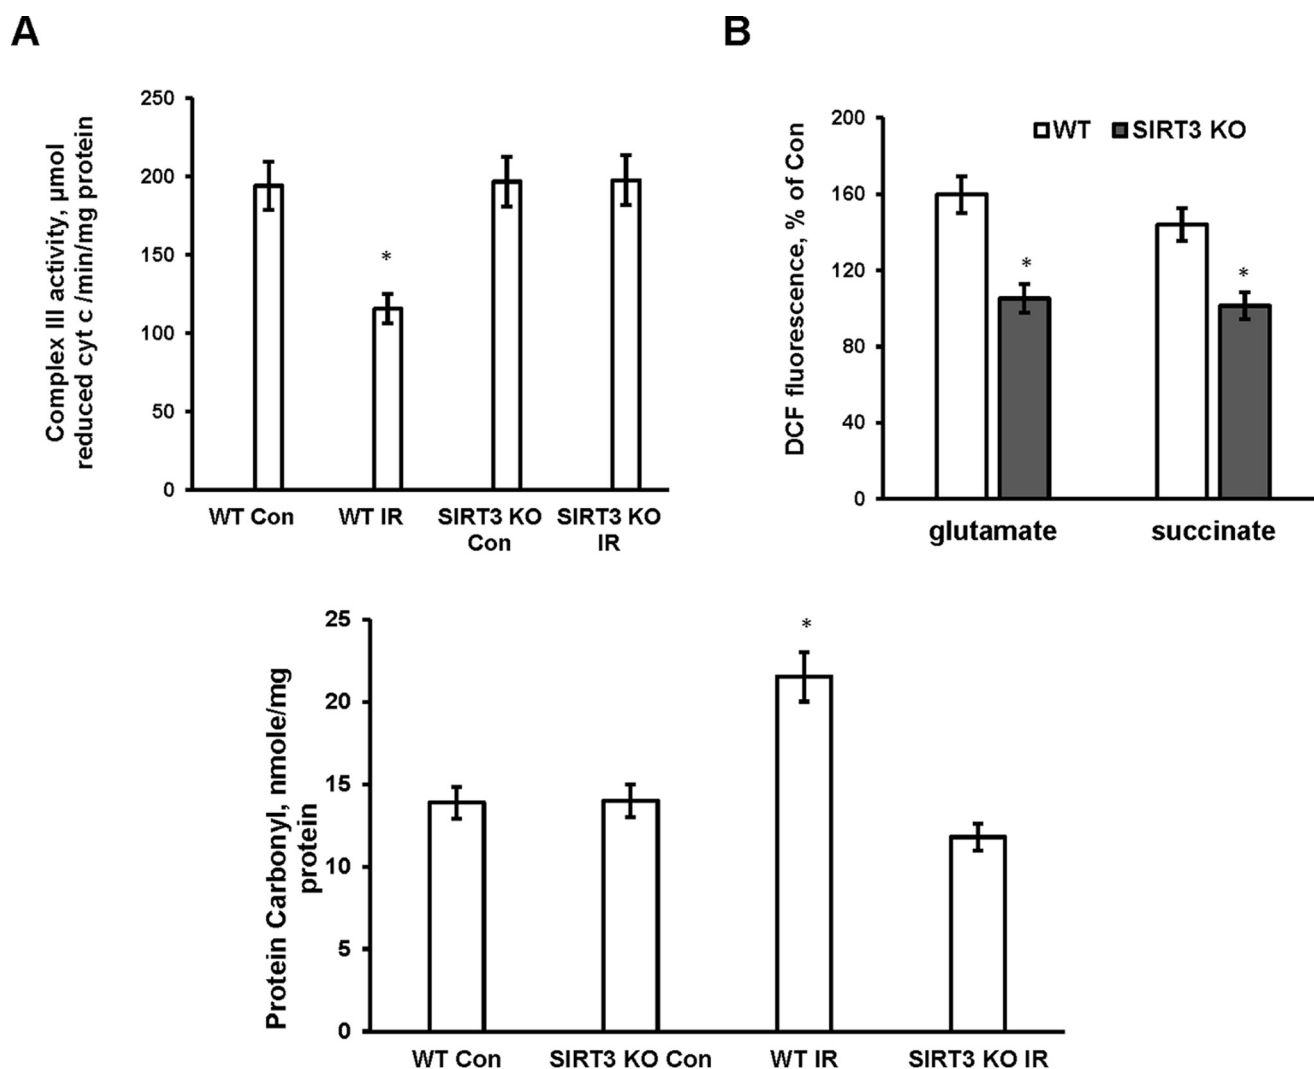 A
Complex III activity, µmol
reduced cyt c /min/mg protein
250
200
150
100
50
0
*
WT Con
WT IR
SIRT3 KO
Con
SIRT3 KO
IR
B
DCF fluorescence, % of Con
200
160
120
80
40
0
WT
SIRT3 KO
*
*
glutamate
succinate
Protein Carbonyl, nmole/mg
protein
25
20
15
10
5
0
*
WT Con
SIRT3 KO Con
WT IR
SIRT3 KO IR